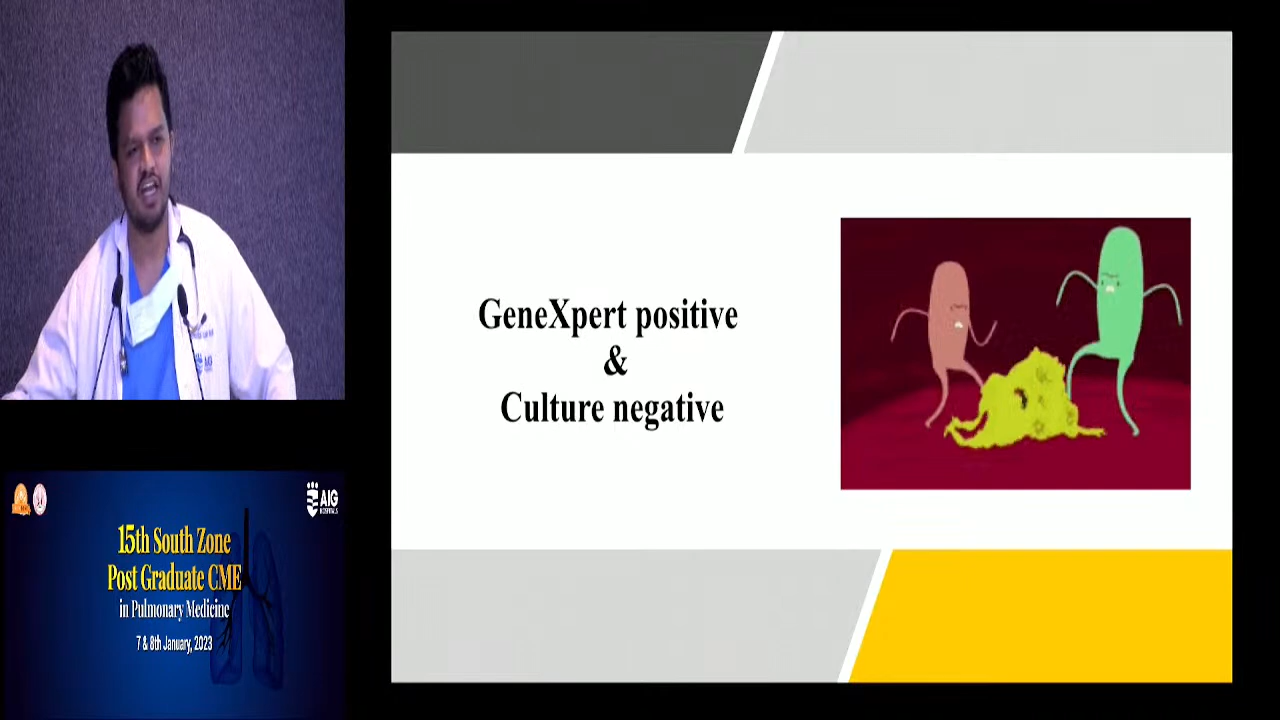 GeneXpert positive
&
Culture negative
AIG
HOSPITALS
15th South Zone
Post Graduate CME
in Pulmonary Medicine
7 & 8th January, 2023